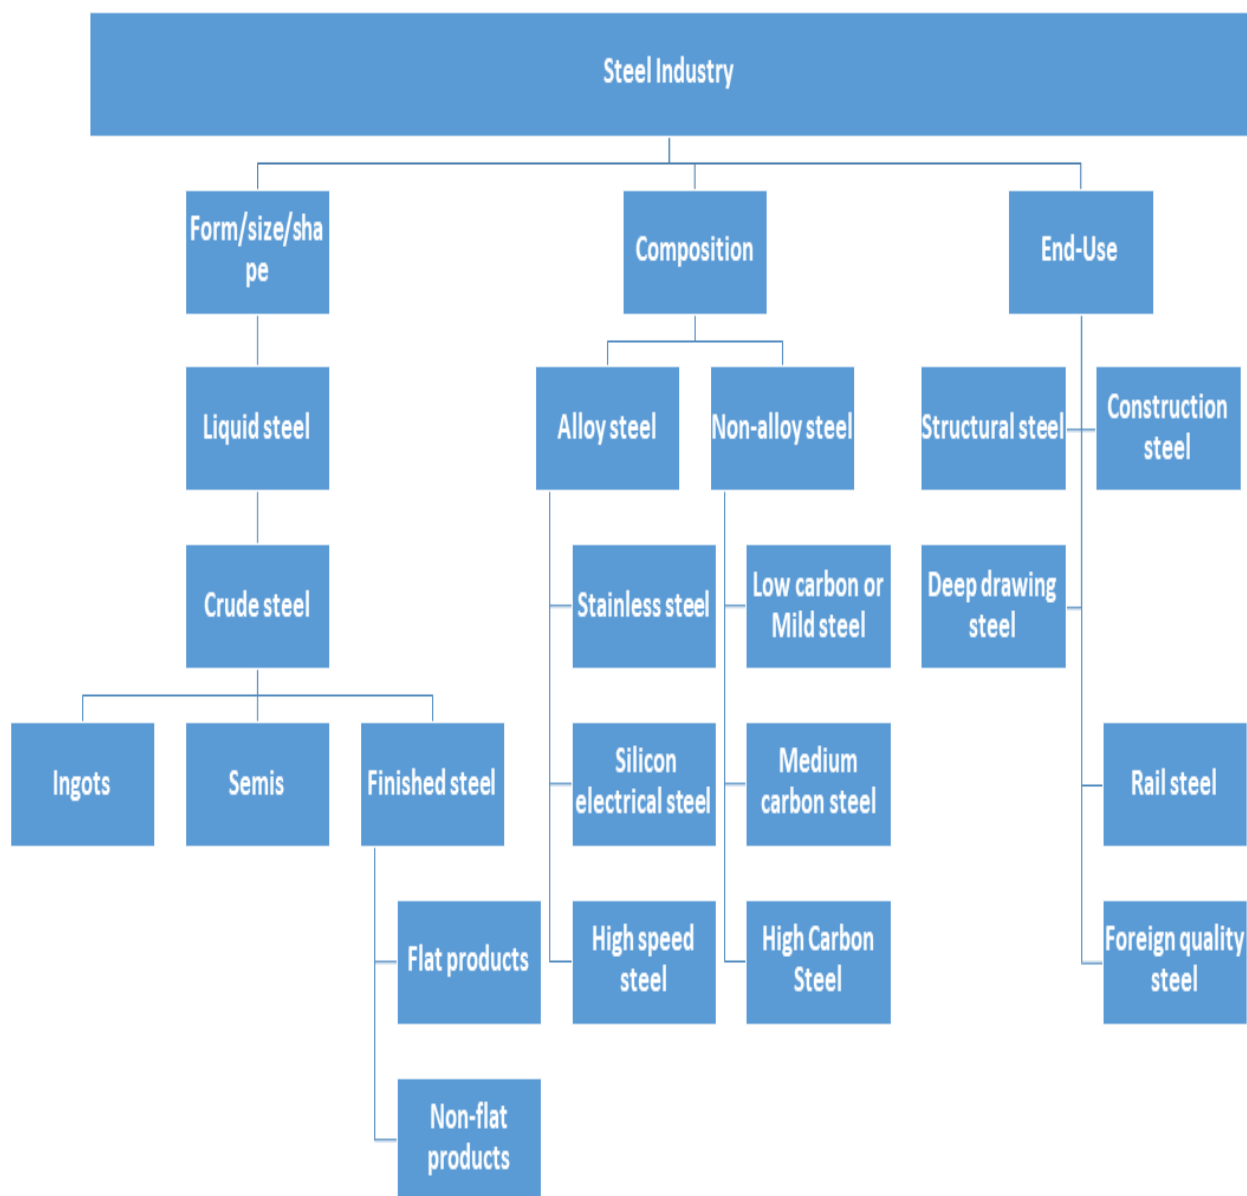 Steel Industry
Form/size/sha
pe
Composition
End-Use
Liquid steel
Alloy steel
Non-alloy steel
Structural steel
Construction
steel
Crude steel
Stainless steel
Low carbon or
Mild steel
Deep drawing
steel
Ingots
Semis
Finished steel
Silicon
electrical steel
Medium
carbon steel
Rail steel
Flat products
High speed
steel
High Carbon
Steel
Foreign quality
steel
Non-flat
products